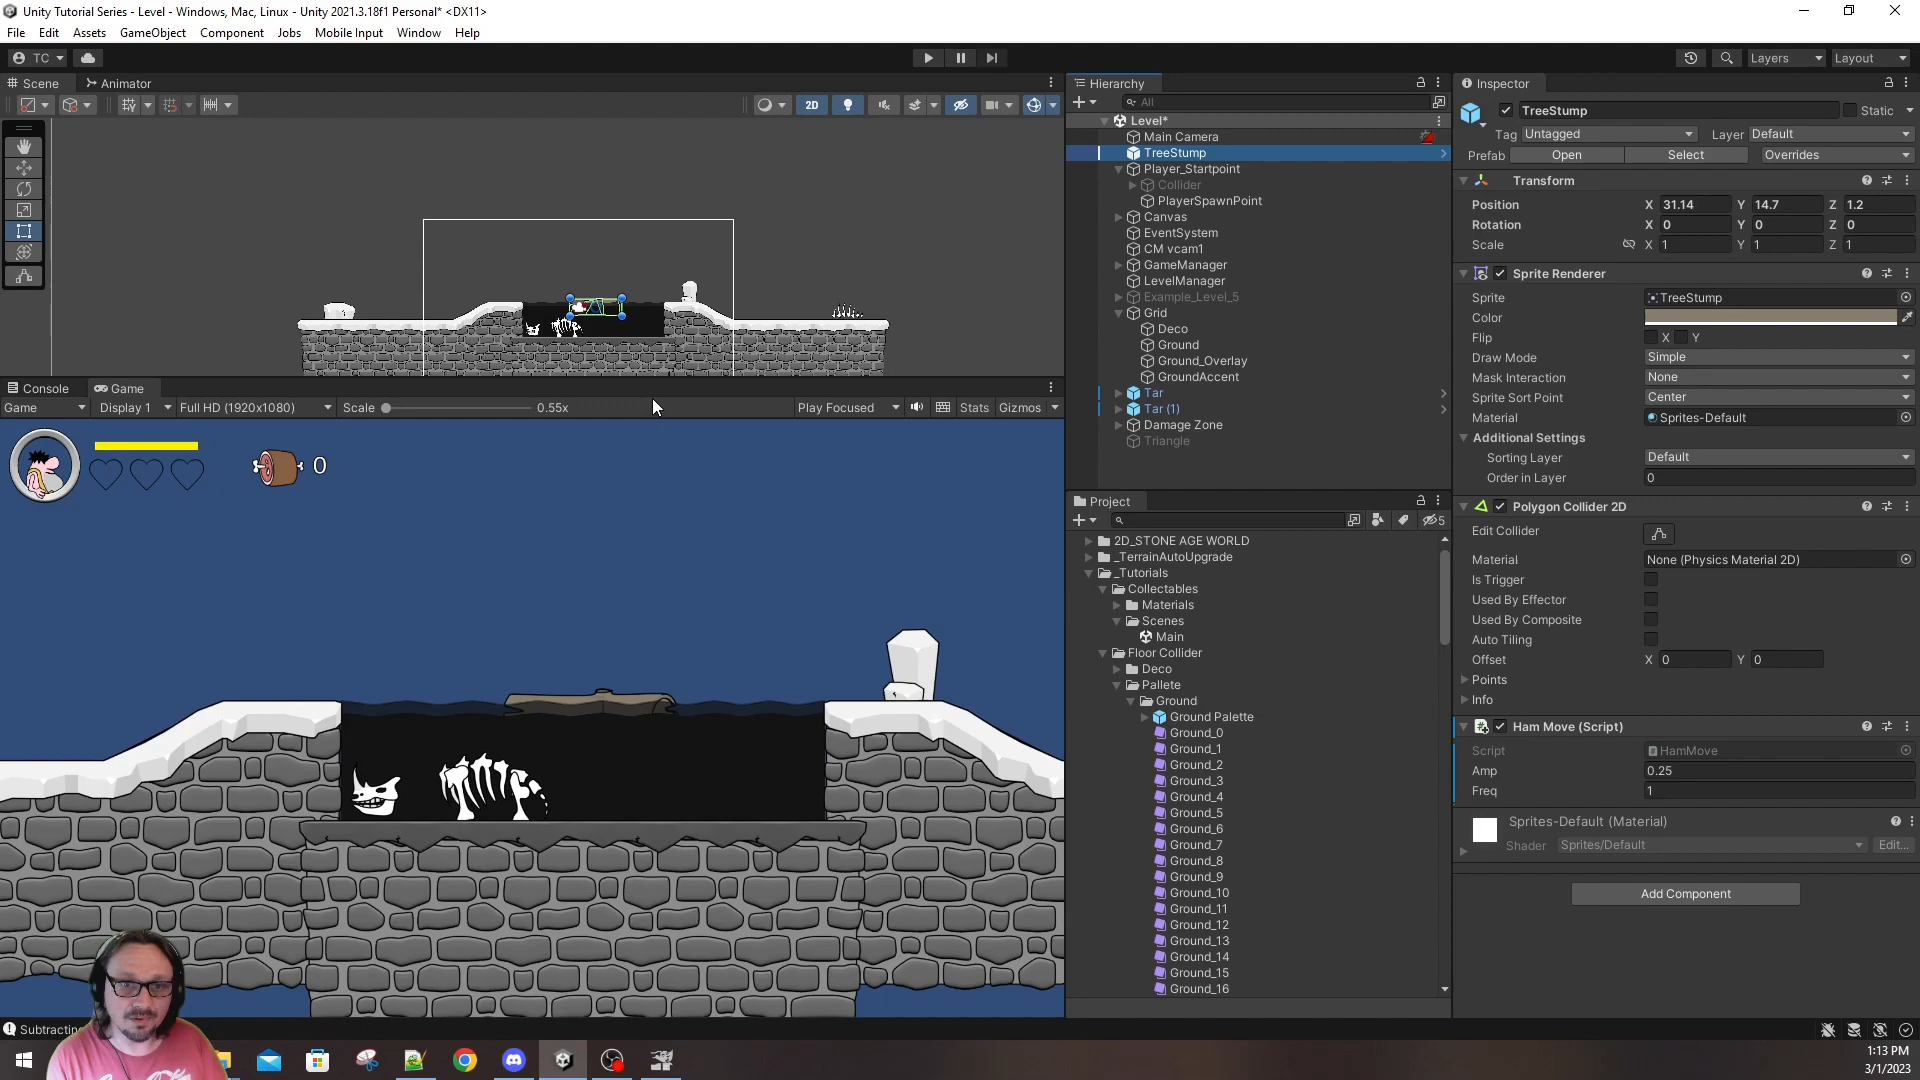 Unity Tutorial Series - Level - Windows, Mac, Linux - Unity 2021.3.18f1 Personal* <DX11>
File Edit Assets GameObject Component Jobs Mobile Input Window Help
TC Layers Layout
Scene Animator
2D
Console Game
Game Display 1 Full HD (1920x1080) Scale 0.55x Play Focused Stats Gizmos
0
Subtracting
Hierarchy
All
Level*
Main Camera
TreeStump
Player_Startpoint
Collider
PlayerSpawnPoint
Canvas
EventSystem
CM vcam1
GameManager
LevelManager
Example_Level_5
Grid
Deco
Ground
Ground_Overlay
GroundAccent
Tar
Tar (1)
Damage Zone
Triangle
Project
5
2D_STONE AGE WORLD
_TerrainAutoUpgrade
_Tutorials
Collectables
Materials
Scenes
Main
Floor Collider
Deco
Pallete
Ground
Ground Palette
Ground_0
Ground_1
Ground_2
Ground_3
Ground_4
Ground_5
Ground_6
Ground_7
Ground_8
Ground_9
Ground_10
Ground_11
Ground_12
Ground_13
Ground_14
Ground_15
Ground_16
Inspector
TreeStump Static
Tag Untagged Layer Default
Prefab Open Select Overrides
Transform
Position X 31.14 Y 14.7 Z 1.2
Rotation X 0 Y 0 Z 0
Scale X 1 Y 1 Z 1
Sprite Renderer
Sprite TreeStump
Color
Flip X Y
Draw Mode Simple
Mask Interaction None
Sprite Sort Point Center
Material Sprites-Default
Additional Settings
Sorting Layer Default
Order in Layer 0
Polygon Collider 2D
Edit Collider
Material None (Physics Material 2D)
Is Trigger
Used By Effector
Used By Composite
Auto Tiling
Offset X 0 Y 0
Points
Info
Ham Move (Script)
Script HamMove
Amp 0.25
Freq 1
Sprites-Default (Material)
Shader Sprites/Default Edit...
Add Component
1:13 PM
3/1/2023